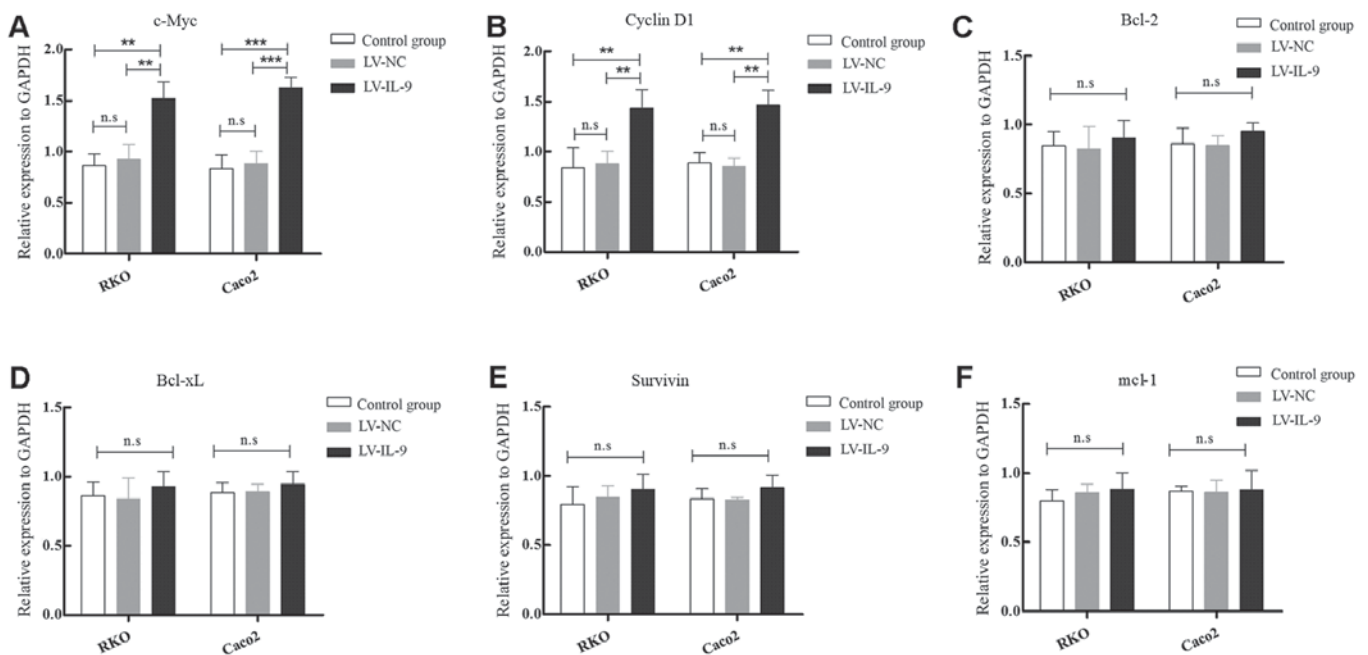 A
c-Myc
Relative expression to GAPDH
2.0
1.5
1.0
0.5
0.0
**
**
n.s
***
***
n.s
RKO
Caco2
Control group
LV-NC
LV-IL-9
B
Cyclin D1
Relative expression to GAPDH
2.0
1.5
1.0
0.5
0.0
**
**
n.s
**
**
n.s
RKO
Caco2
Control group
LV-NC
LV-IL-9
C
Bcl-2
Relative expression to GAPDH
1.5
1.0
0.5
0.0
n.s
n.s
RKO
Caco2
Control group
LV-NC
LV-IL-9
D
Bcl-xL
Relative expression to GAPDH
1.5
1.0
0.5
0.0
n.s
n.s
RKO
Caco2
Control group
LV-NC
LV-IL-9
E
Survivin
Relative expression to GAPDH
1.5
1.0
0.5
0.0
n.s
n.s
RKO
Caco2
Control group
LV-NC
LV-IL-9
F
mcl-1
Relative expression to GAPDH
1.5
1.0
0.5
0.0
n.s
n.s
RKO
Caco2
Control group
LV-NC
LV-IL-9